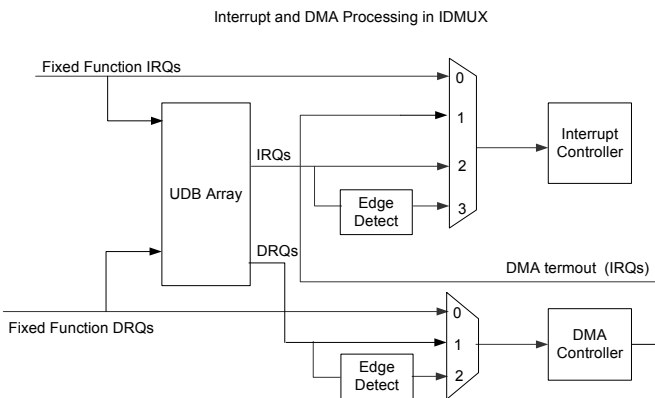 Interrupt and DMA Processing in IDMUX
Fixed Function IRQs
0
1
Interrupt
Controller
IRQs
2
UDB Array
Edge
Detect
3
DRQs
DMA termout (IRQs)
0
Fixed Function DRQs
1
DMA
Controller
Edge
Detect
2